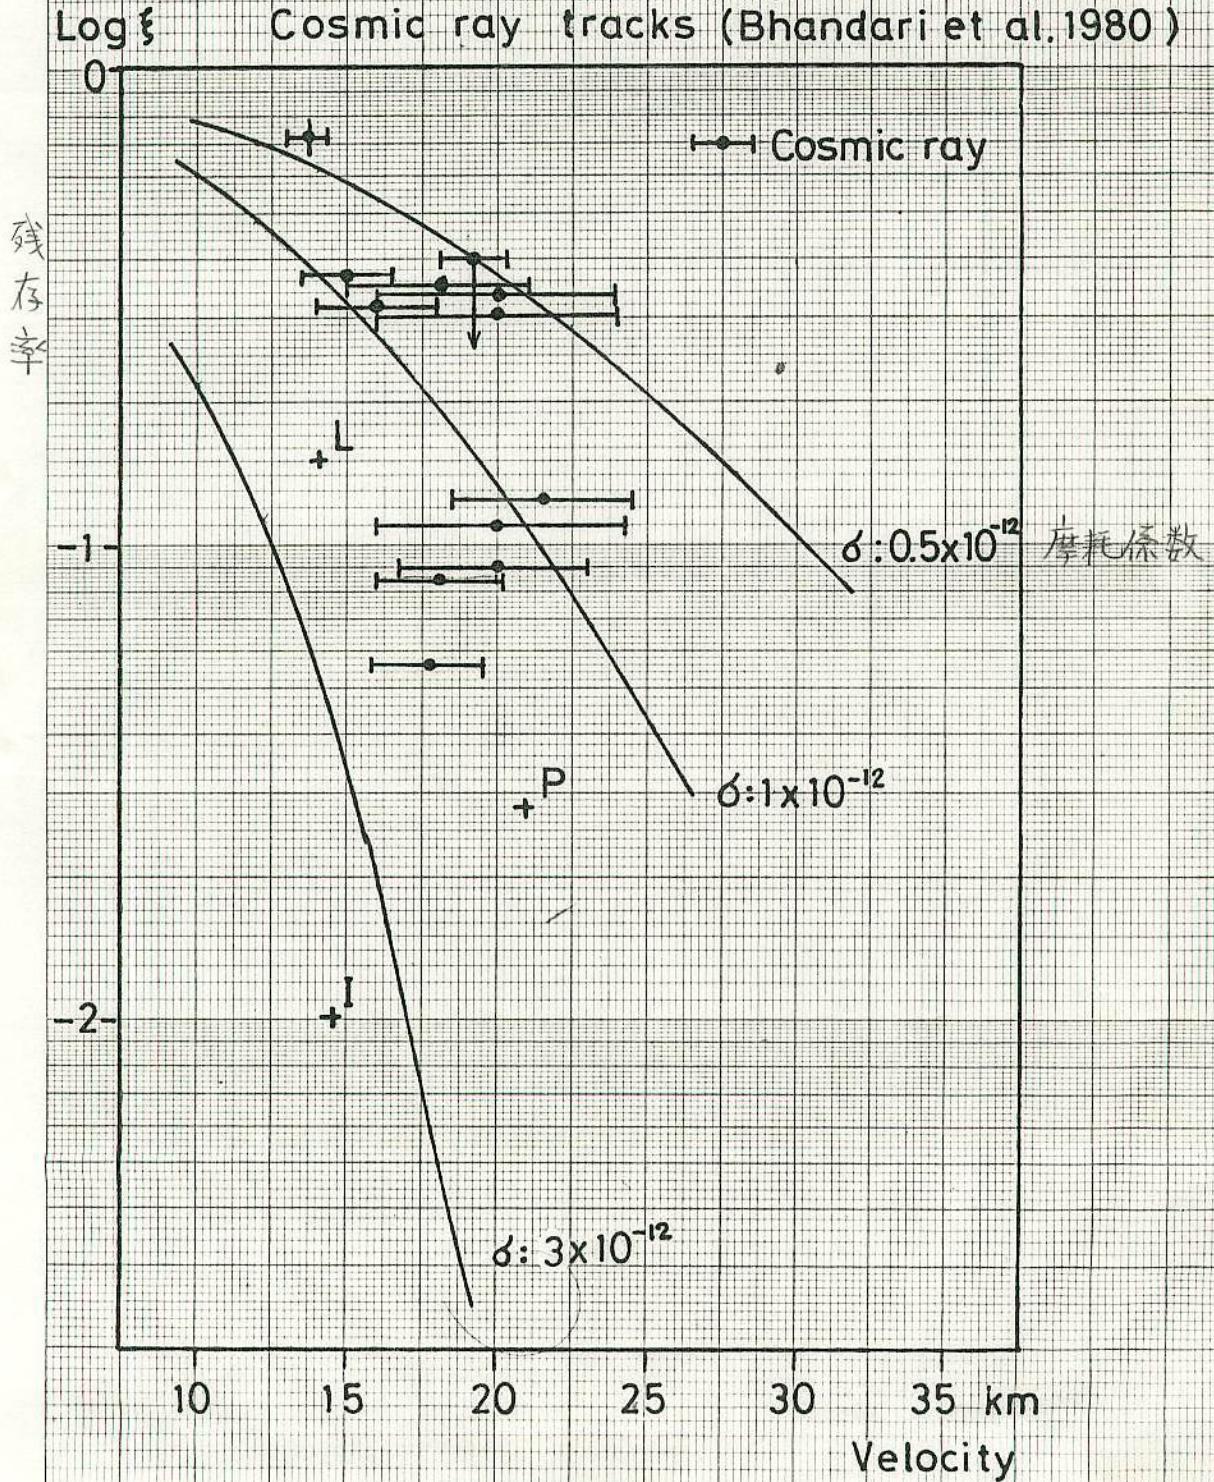 Log ξ Cosmic ray tracks (Bhandari et al. 1980)
0
Cosmic ray
残存率
L
-1
σ:0.5x10⁻¹² 摩耗係数
P
σ:1x10⁻¹²
I
-2
σ: 3x10⁻¹²
10 15 20 25 30 35 km
Velocity